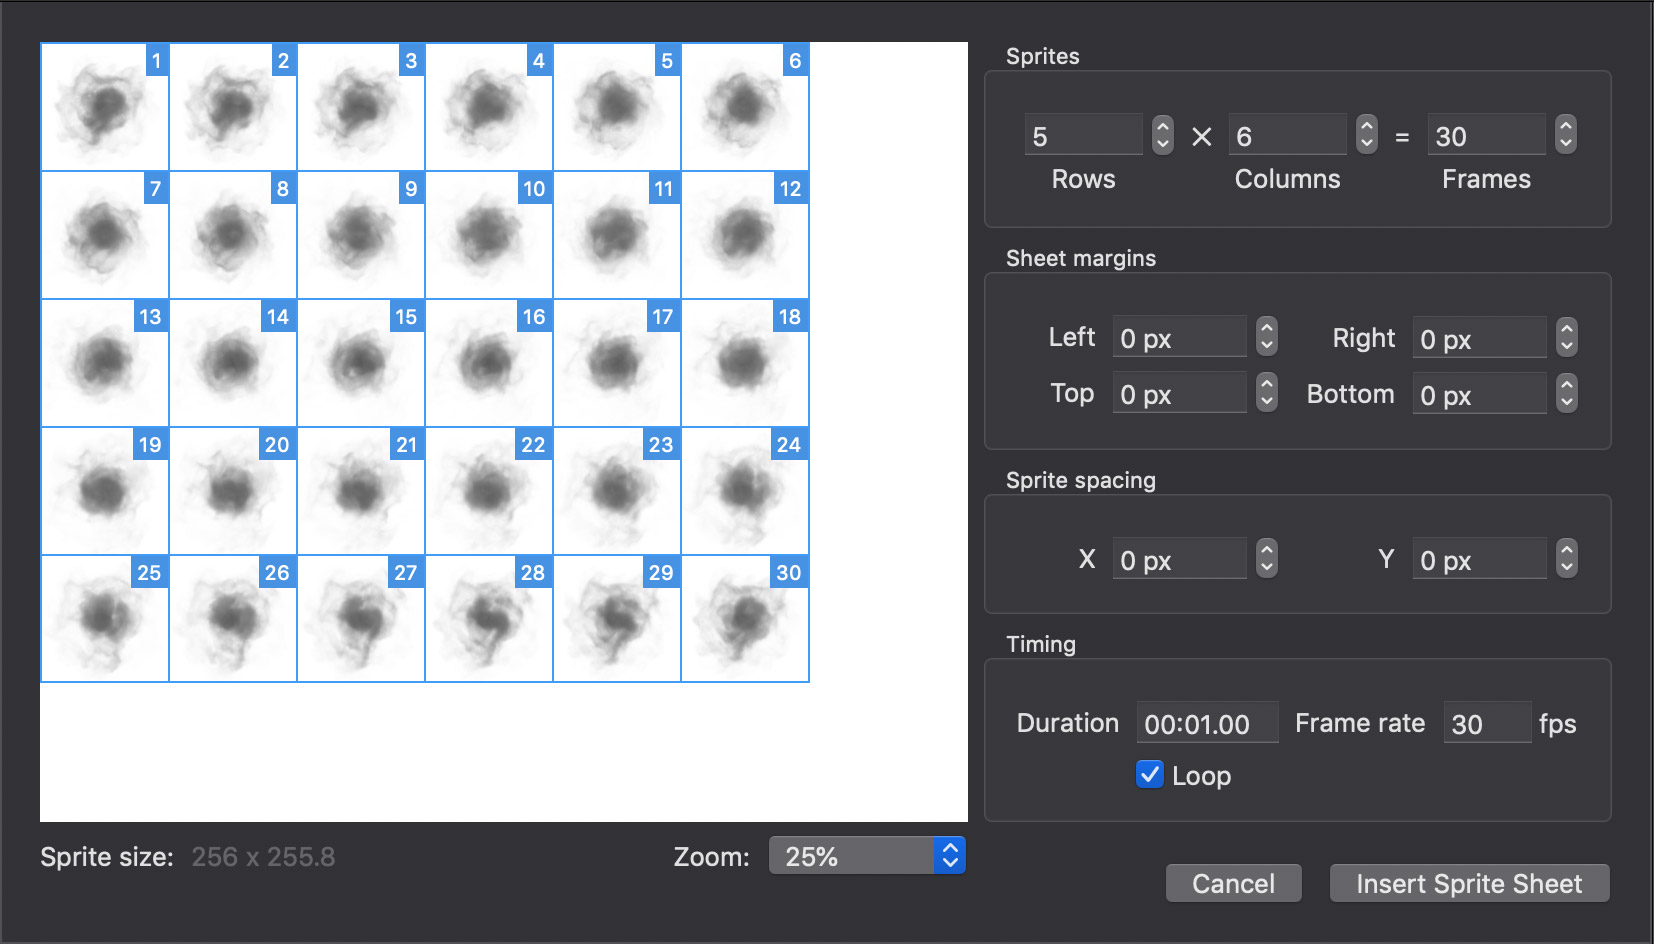 1 2 3 4 5 6
7 8 9 10 11 12
13 14 15 16 17 18
19 20 21 22 23 24
25 26 27 28 29 30
Sprite size: 256 x 255.8
Zoom: 25%
Sprites
5 × 6 = 30
Rows Columns Frames
Sheet margins
Left 0 px Right 0 px
Top 0 px Bottom 0 px
Sprite spacing
X 0 px Y 0 px
Timing
Duration 00:01.00 Frame rate 30 fps
Loop
Cancel Insert Sprite Sheet